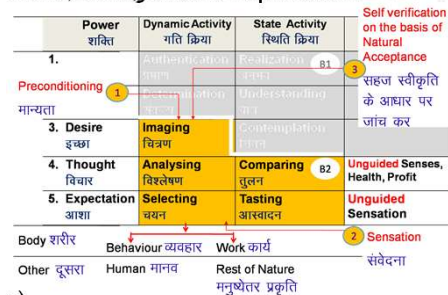 Power
शक्ति
Dynamic Activity
गति क्रिया
State Activity
स्थिति क्रिया
Self verification
on the basis of
Natural
Acceptance
सहज स्वीकृति
के आधार पर
जांच कर
1.
Authentication
Realization
B1
3
Preconditioning
मान्यता
1
Determination
Understanding
3. Desire
इच्छा
Imaging
चित्रण
Contemplation
4. Thought
विचार
Analysing
विश्लेषण
Comparing
तुलन
B2
Unguided Senses,
Health, Profit
5. Expectation
आशा
Selecting
चयन
Tasting
आस्वादन
Unguided
Sensation
Body शरीर
Behaviour व्यवहार
Work कार्य
2
Sensation
संवेदना
Other दूसरा
Human मानव
Rest of Nature
मनुष्येतर प्रकृति